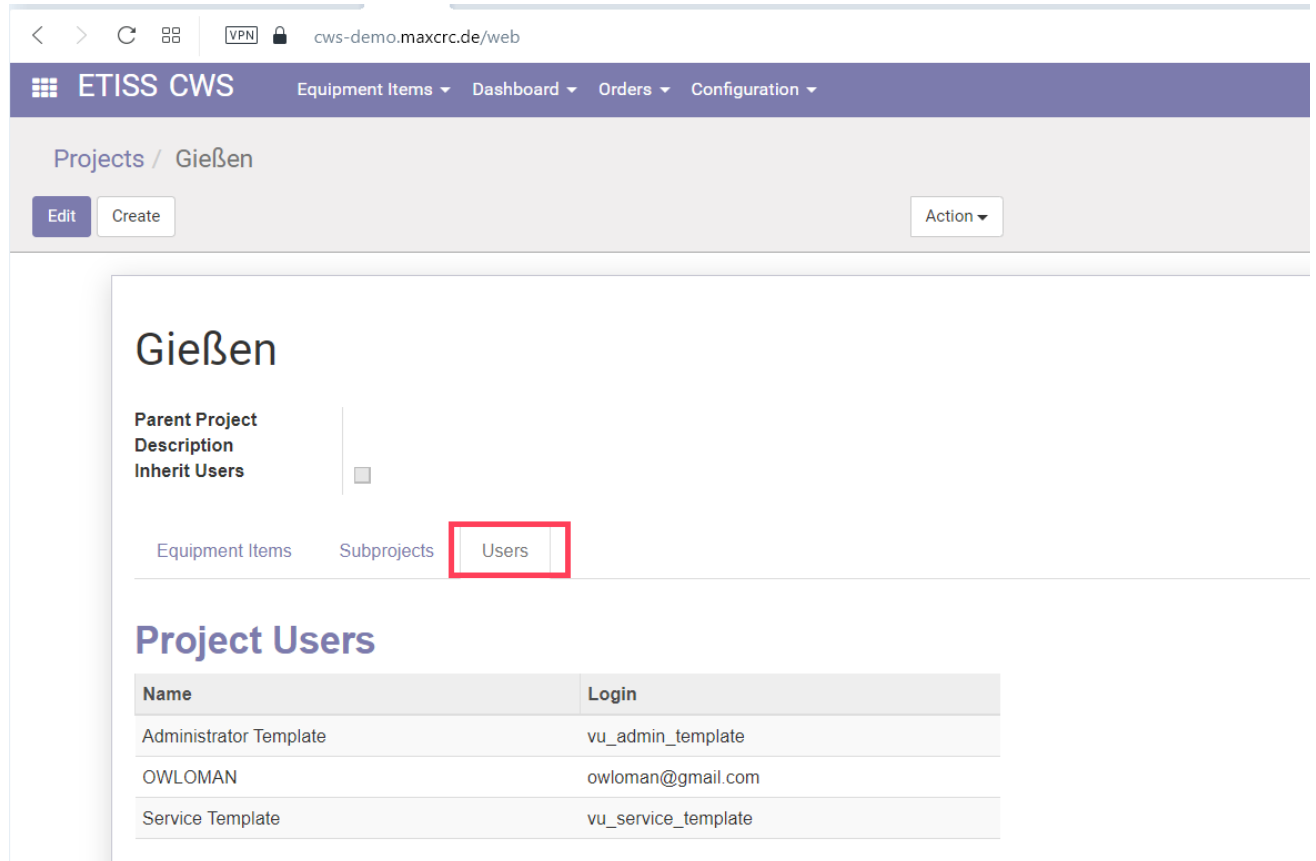 VPN cws-demo.maxcrc.de/web
ETISS CWS Equipment Items Dashboard Orders Configuration
Projects / Gießen
Edit Create Action
Gießen
Parent Project
Description
Inherit Users
Equipment Items Subprojects Users
Project Users
Name Login
Administrator Template vu_admin_template
OWLOMAN owloman@gmail.com
Service Template vu_service_template